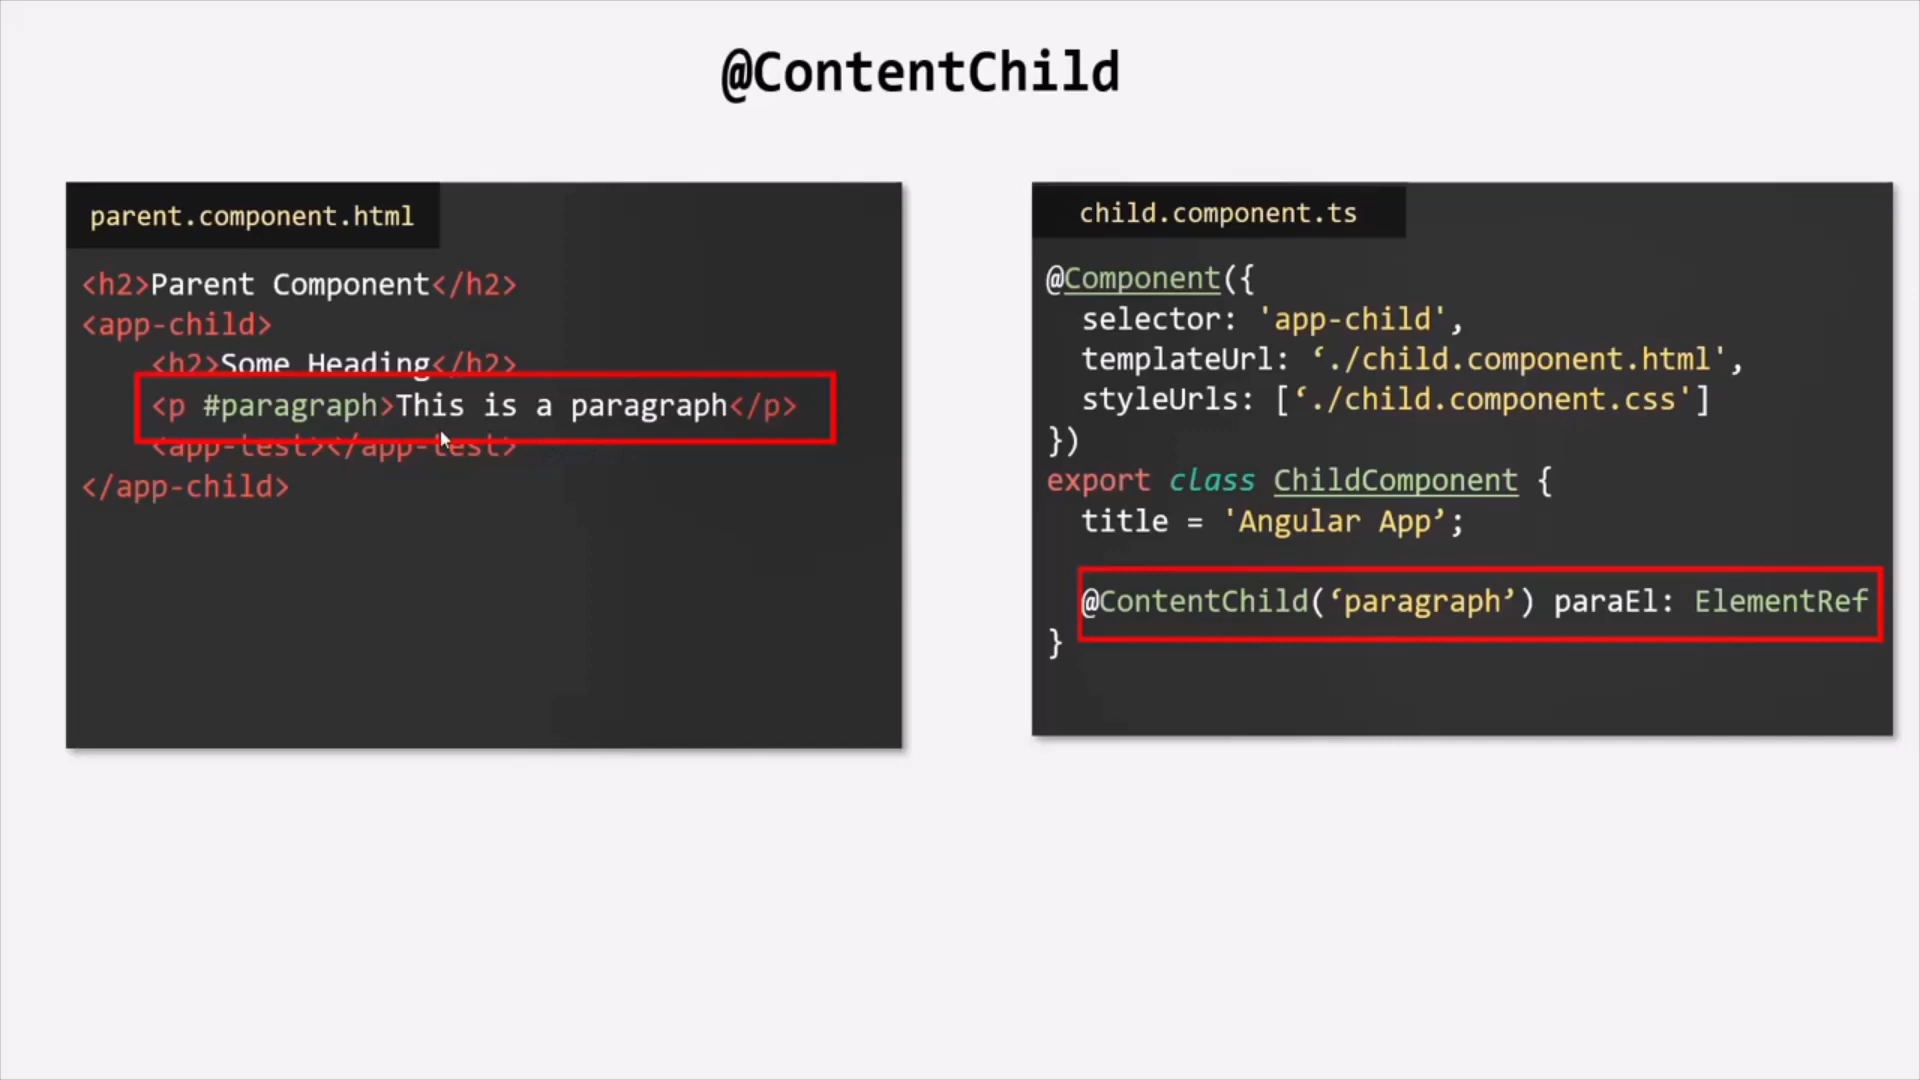 @ContentChild
parent.component.html
<h2>Parent Component</h2>
<app-child>
<h2>Some Heading</h2>
<p #paragraph>This is a paragraph</p>
<app-test></app-test>
</app-child>
child.component.ts
@Component({
selector: 'app-child',
templateUrl: ‘./child.component.html',
styleUrls: [‘./child.component.css']
})
export class ChildComponent {
title = 'Angular App’;
@ContentChild(‘paragraph’) paraEl: ElementRef
}